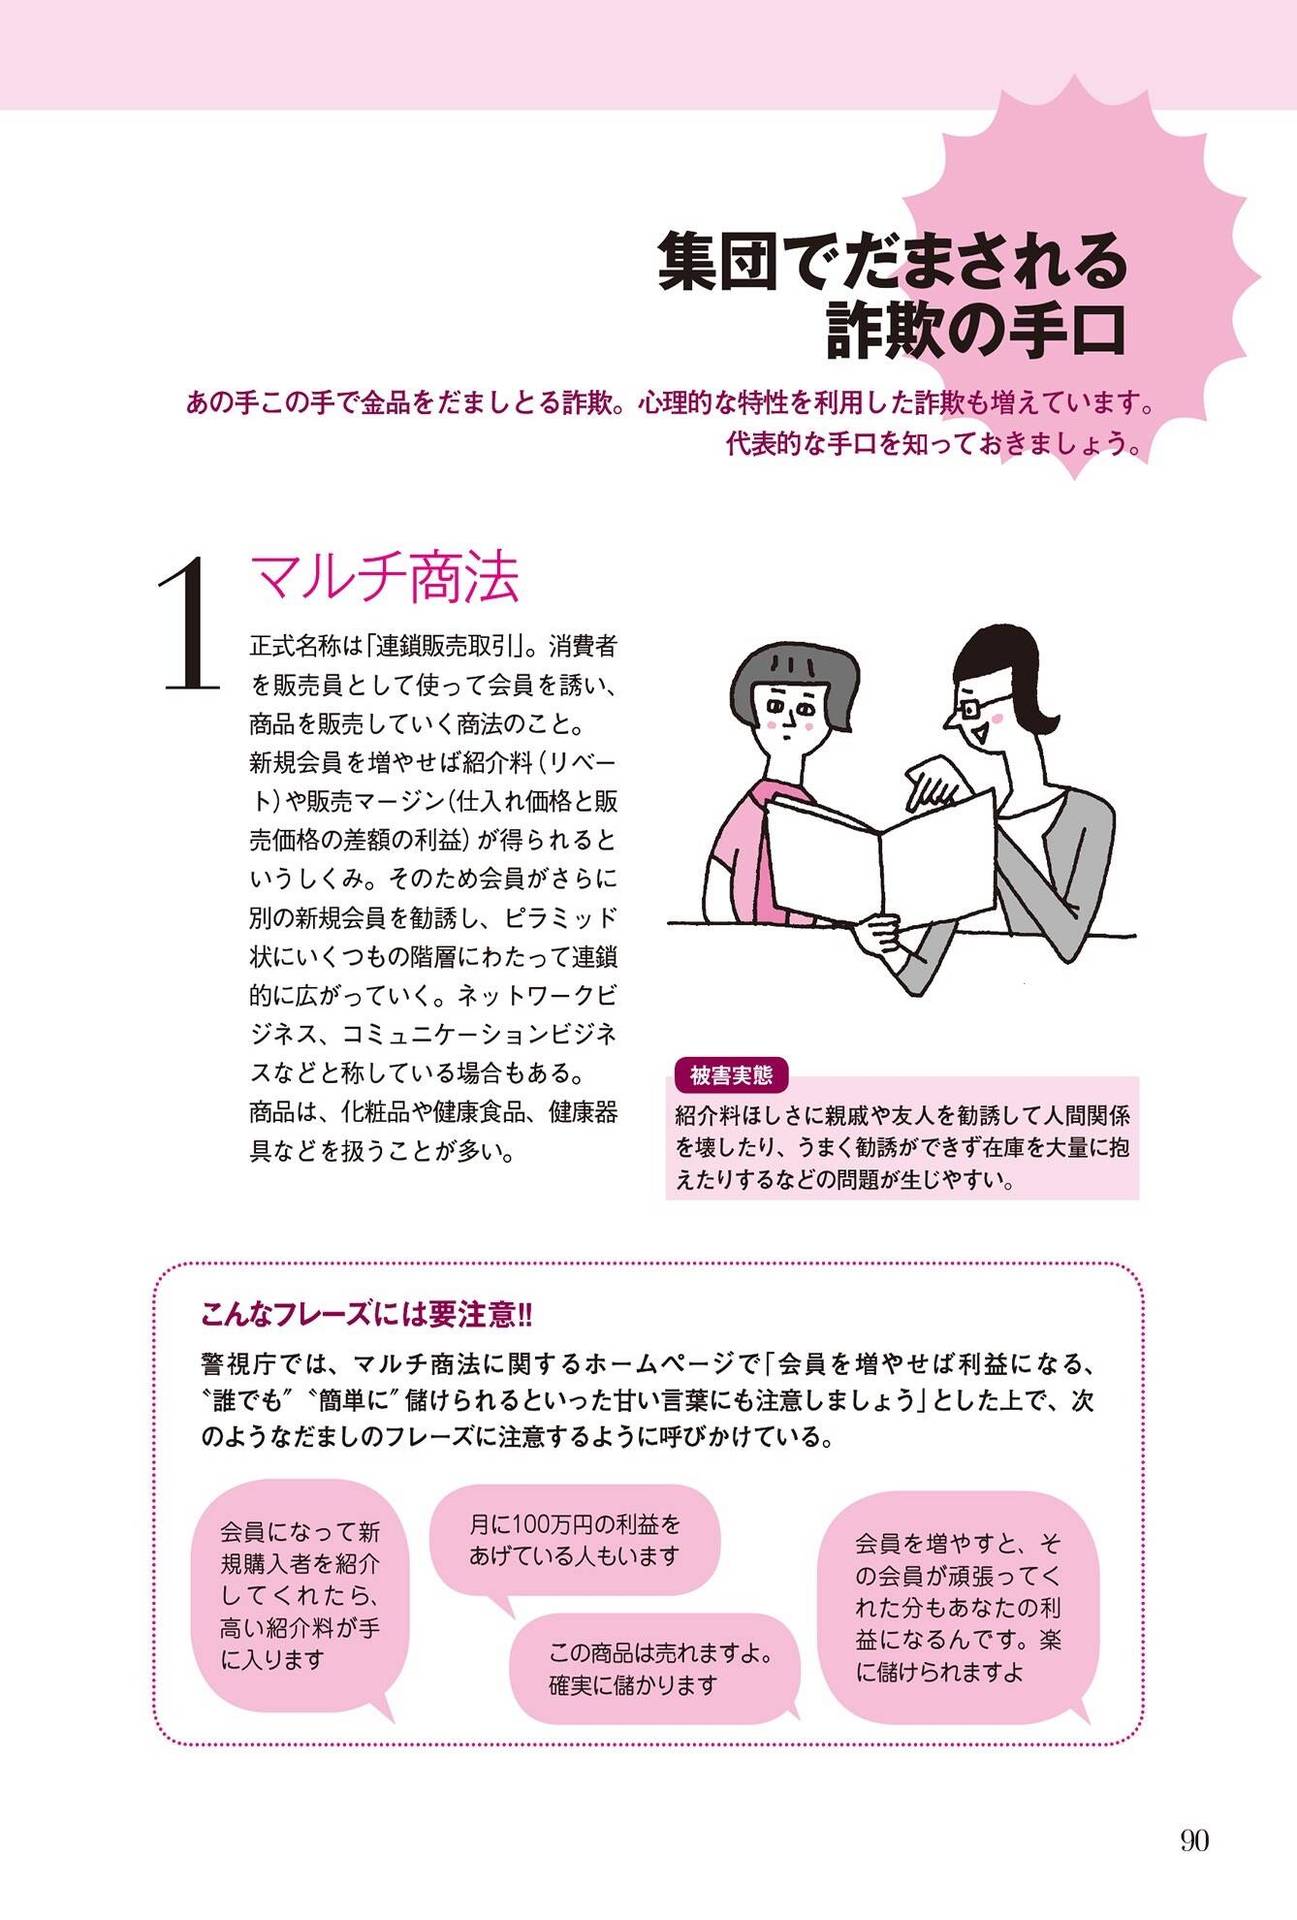 集団でだまされる
詐欺の手口
あの手この手で金品をだましとる詐欺。心理的な特性を利用した詐欺も増えています。
代表的な手口を知っておきましょう。
1
マルチ商法
正式名称は「連鎖販売取引」。消費者
を販売員として使って会員を誘い、
商品を販売していく商法のこと。
新規会員を増やせば紹介料（リベー
ト）や販売マージン（仕入れ価格と販
売価格の差額の利益）が得られると
いうしくみ。そのため会員がさらに
別の新規会員を勧誘し、ピラミッド
状にいくつもの階層にわたって連鎖
的に広がっていく。ネットワークビ
ジネス、コミュニケーションビジネ
スなどと称している場合もある。
商品は、化粧品や健康食品、健康器
具などを扱うことが多い。
被害実態
紹介料ほしさに親戚や友人を勧誘して人間関係
を壊したり、うまく勧誘ができず在庫を大量に抱
えたりするなどの問題が生じやすい。
こんなフレーズには要注意!!
警視庁では、マルチ商法に関するホームページで「会員を増やせば利益になる、
〝誰でも〟〝簡単に〟儲けられるといった甘い言葉にも注意しましょう」とした上で、次
のようなだましのフレーズに注意するように呼びかけている。
会員になって新
規購入者を紹介
してくれたら、
高い紹介料が手
に入ります
月に100万円の利益を
あげている人もいます
この商品は売れますよ。
確実に儲かります
会員を増やすと、そ
の会員が頑張ってく
れた分もあなたの利
益になるんです。楽
に儲けられますよ
90